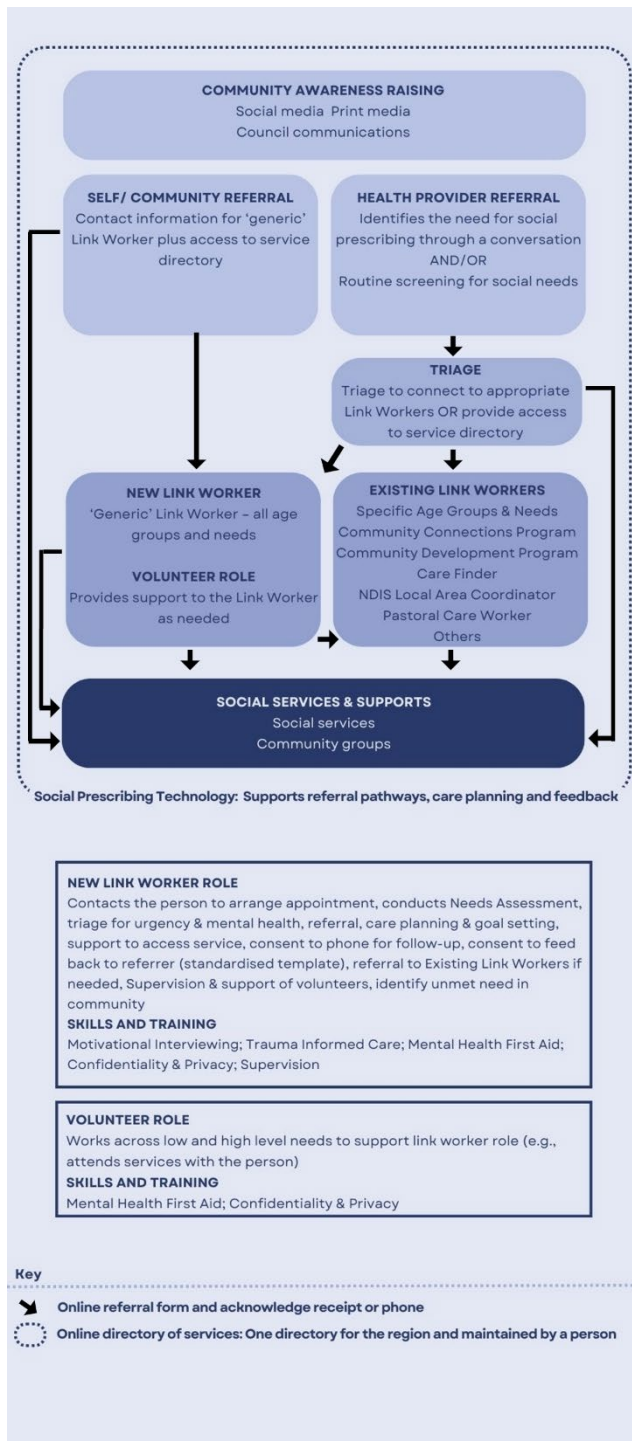 COMMUNITY AWARENESS RAISING
Social media Print media
Council communications
SELF/ COMMUNITY REFERRAL
Contact information for ‘generic’
Link Worker plus access to service
directory
HEALTH PROVIDER REFERRAL
Identifies the need for social
prescribing through a conversation
AND/OR
Routine screening for social needs
TRIAGE
Triage to connect to appropriate
Link Workers OR provide access
to service directory
NEW LINK WORKER
‘Generic’ Link Worker – all age
groups and needs
VOLUNTEER ROLE
Provides support to the Link Worker
as needed
EXISTING LINK WORKERS
Specific Age Groups & Needs
Community Connections Program
Community Development Program
Care Finder
NDIS Local Area Coordinator
Pastoral Care Worker
Others
SOCIAL SERVICES & SUPPORTS
Social services
Community groups
Social Prescribing Technology: Supports referral pathways, care planning and feedback
NEW LINK WORKER ROLE
Contacts the person to arrange appointment, conducts Needs Assessment,
triage for urgency & mental health, referral, care planning & goal setting,
support to access service, consent to phone for follow-up, consent to feed
back to referrer (standardised template), referral to Existing Link Workers if
needed, Supervision & support of volunteers, identify unmet need in
community
SKILLS AND TRAINING
Motivational Interviewing; Trauma Informed Care; Mental Health First Aid;
Confidentiality & Privacy; Supervision
VOLUNTEER ROLE
Works across low and high level needs to support link worker role (e.g.,
attends services with the person)
SKILLS AND TRAINING
Mental Health First Aid; Confidentiality & Privacy
Key
Online referral form and acknowledge receipt or phone
Online directory of services: One directory for the region and maintained by a person